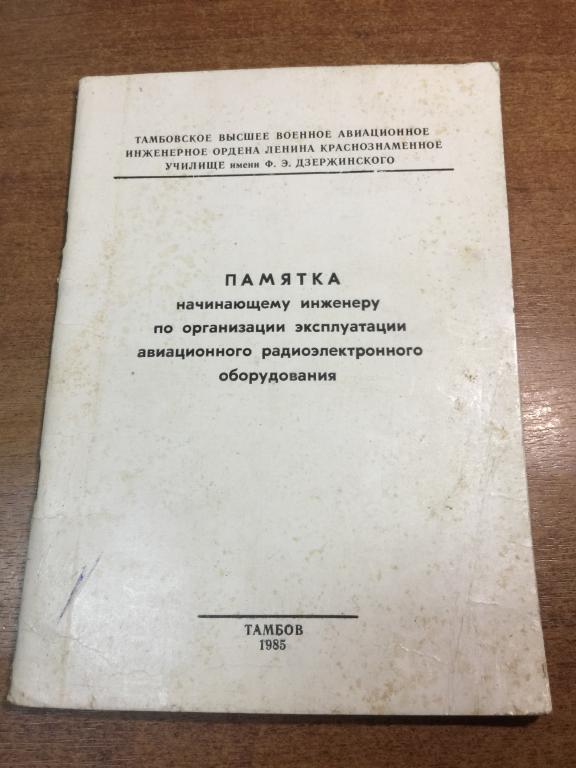 ТАМБОВСКОЕ ВЫСШЕЕ ВОЕННОЕ АВИАЦИОННОЕ
ИНЖЕНЕРНОЕ ОРДЕНА ЛЕНИНА КРАСНОЗНАМЕННОЕ
УЧИЛИЩЕ имени Ф. Э. ДЗЕРЖИНСКОГО
ПАМЯТКА
начинающему инженеру
по организации эксплуатации
авиационного радиоэлектронного
оборудования
ТАМБОВ
1985